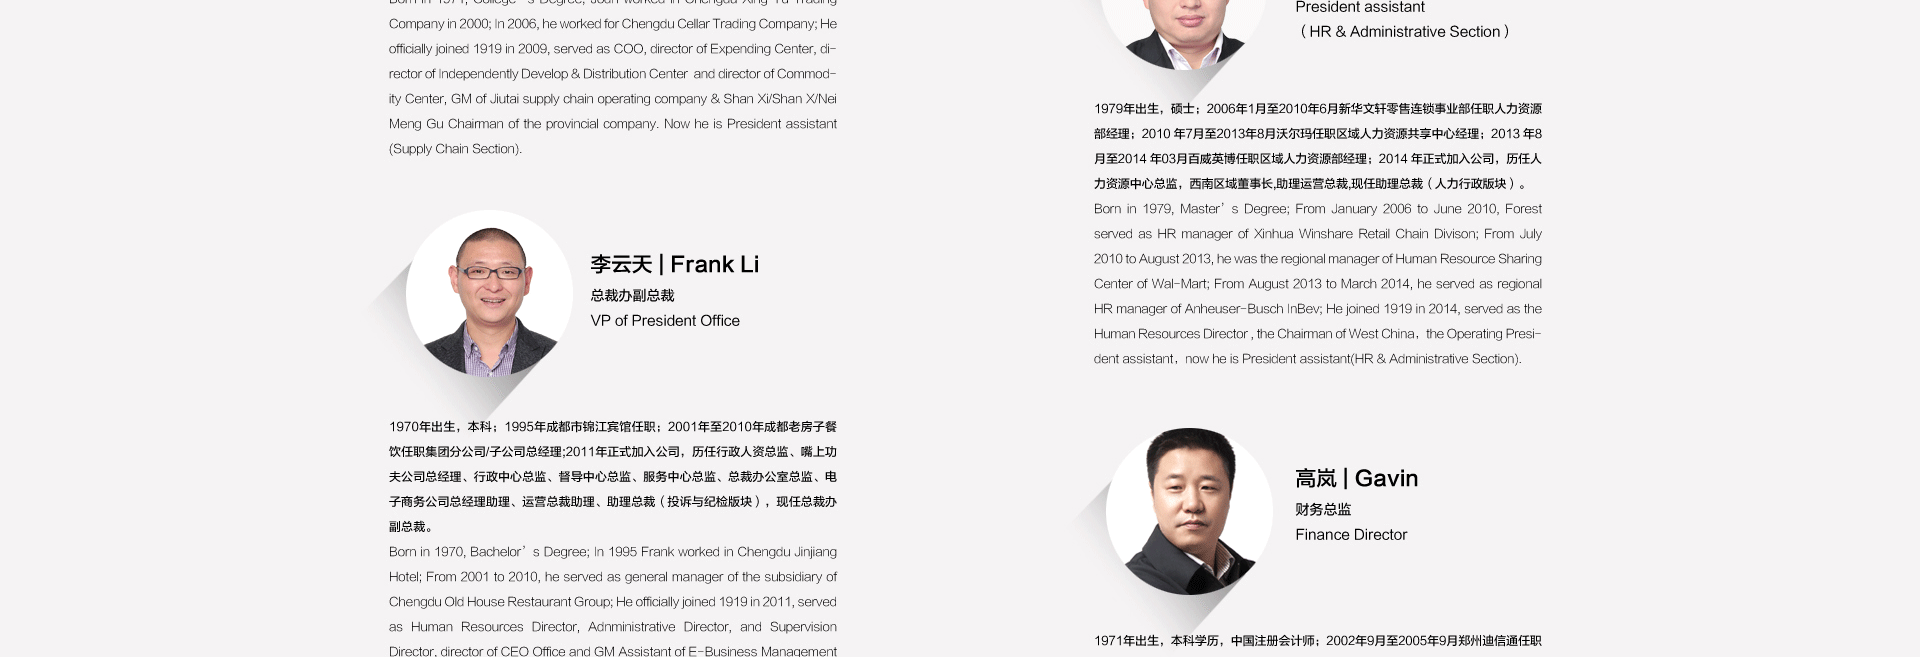 Born in 1971, College’s Degree; Joan worked in Chengdu Xing Yu Trading
Company in 2000; In 2006, he worked for Chengdu Cellar Trading Company; He
officially joined 1919 in 2009, served as COO, director of Expending Center, di-
rector of Independently Develop & Distribution Center and director of Commod-
ity Center, GM of Jiutai supply chain operating company & Shan Xi/Shan X/Nei
Meng Gu Chairman of the provincial company. Now he is President assistant
(Supply Chain Section).
李云天 | Frank Li
总裁办副总裁
VP of President Office
1970年出生，本科；1995年成都市锦江宾馆任职；2001年至2010年成都老房子餐
饮任职集团分公司/子公司总经理;2011年正式加入公司，历任行政人资总监、嘴上功
夫公司总经理、行政中心总监、督导中心总监、服务中心总监、总裁办公室总监、电
子商务公司总经理助理、运营总裁助理、助理总裁（投诉与纪检版块），现任总裁办
副总裁。
Born in 1970, Bachelor’s Degree; In 1995 Frank worked in Chengdu Jinjiang
Hotel; From 2001 to 2010, he served as general manager of the subsidiary of
Chengdu Old House Restaurant Group; He officially joined 1919 in 2011, served
as Human Resources Director, Adnministrative Director, and Supervision
Director, director of CEO Office and GM Assistant of E-Business Management
President assistant
（HR & Administrative Section）
1979年出生，硕士；2006年1月至2010年6月新华文轩零售连锁事业部任职人力资源
部经理；2010 年7月至2013年8月沃尔玛任职区域人力资源共享中心经理；2013 年8
月至2014 年03月百威英博任职区域人力资源部经理；2014 年正式加入公司，历任人
力资源中心总监，西南区域董事长,助理运营总裁,现任助理总裁（人力行政版块）。
Born in 1979, Master’s Degree; From January 2006 to June 2010, Forest
served as HR manager of Xinhua Winshare Retail Chain Divison; From July
2010 to August 2013, he was the regional manager of Human Resource Sharing
Center of Wal-Mart; From August 2013 to March 2014, he served as regional
HR manager of Anheuser-Busch InBev; He joined 1919 in 2014, served as the
Human Resources Director , the Chairman of West China， the Operating Presi-
dent assistant，now he is President assistant(HR & Administrative Section).
高岚 | Gavin
财务总监
Finance Director
1971年出生，本科学历，中国注册会计师；2002年9月至2005年9月郑州迪信通任职